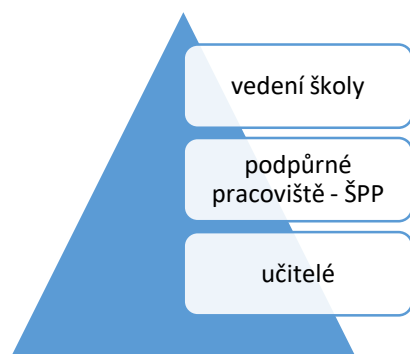 vedení školy
podpůrné
pracoviště - ŠPP
učitelé